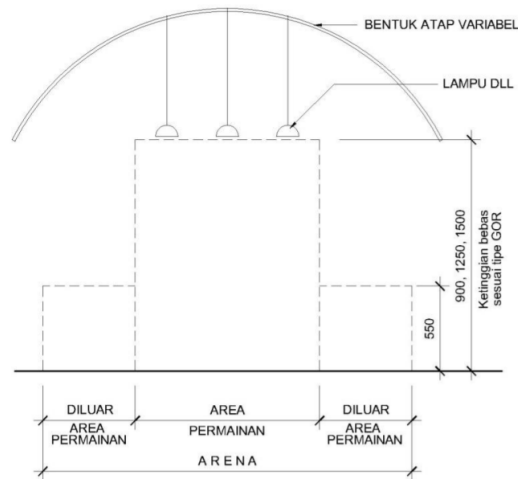 BENTUK ATAP VARIABEL
LAMPU DLL
900, 1250, 1500
Ketinggian bebas
sesuai tipe GOR
550
DILUAR
AREA
PERMAINAN
AREA
PERMAINAN
DILUAR
AREA
PERMAINAN
A R E N A